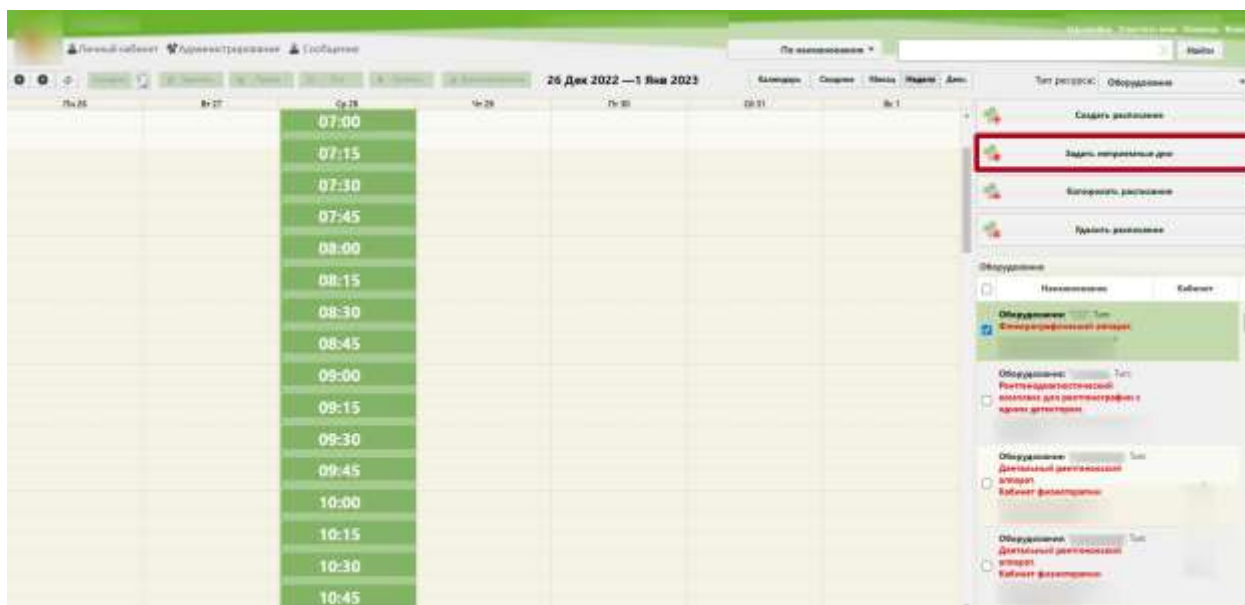 Личный кабинет Администрирование Сообщение
По наименованию
Найти
26 Дек 2022 —1 Янв 2023
Календарь Сводное Месяц Неделя День
Тип ресурса: Оборудование
Пн 26 Вт 27 Ср 28 Чт 29 Пт 30 Сб 31 Вс 1
07:00
07:15
07:30
07:45
08:00
08:15
08:30
08:45
09:00
09:15
09:30
09:45
10:00
10:15
10:30
10:45
Создать расписание
Задать неприемные дни
Копировать расписание
Удалить расписание
Оборудование
Наименование Кабинет
Оборудование: Тип:
Флюорографический аппарат
Оборудование: Тип:
Рентгенодиагностический
комплекс для рентгенографии с
одним детектором
Оборудование: Тип:
Дентальный рентгеновский
аппарат
Кабинет физиотерапии
Оборудование: Тип:
Дентальный рентгеновский
аппарат
Кабинет физиотерапии